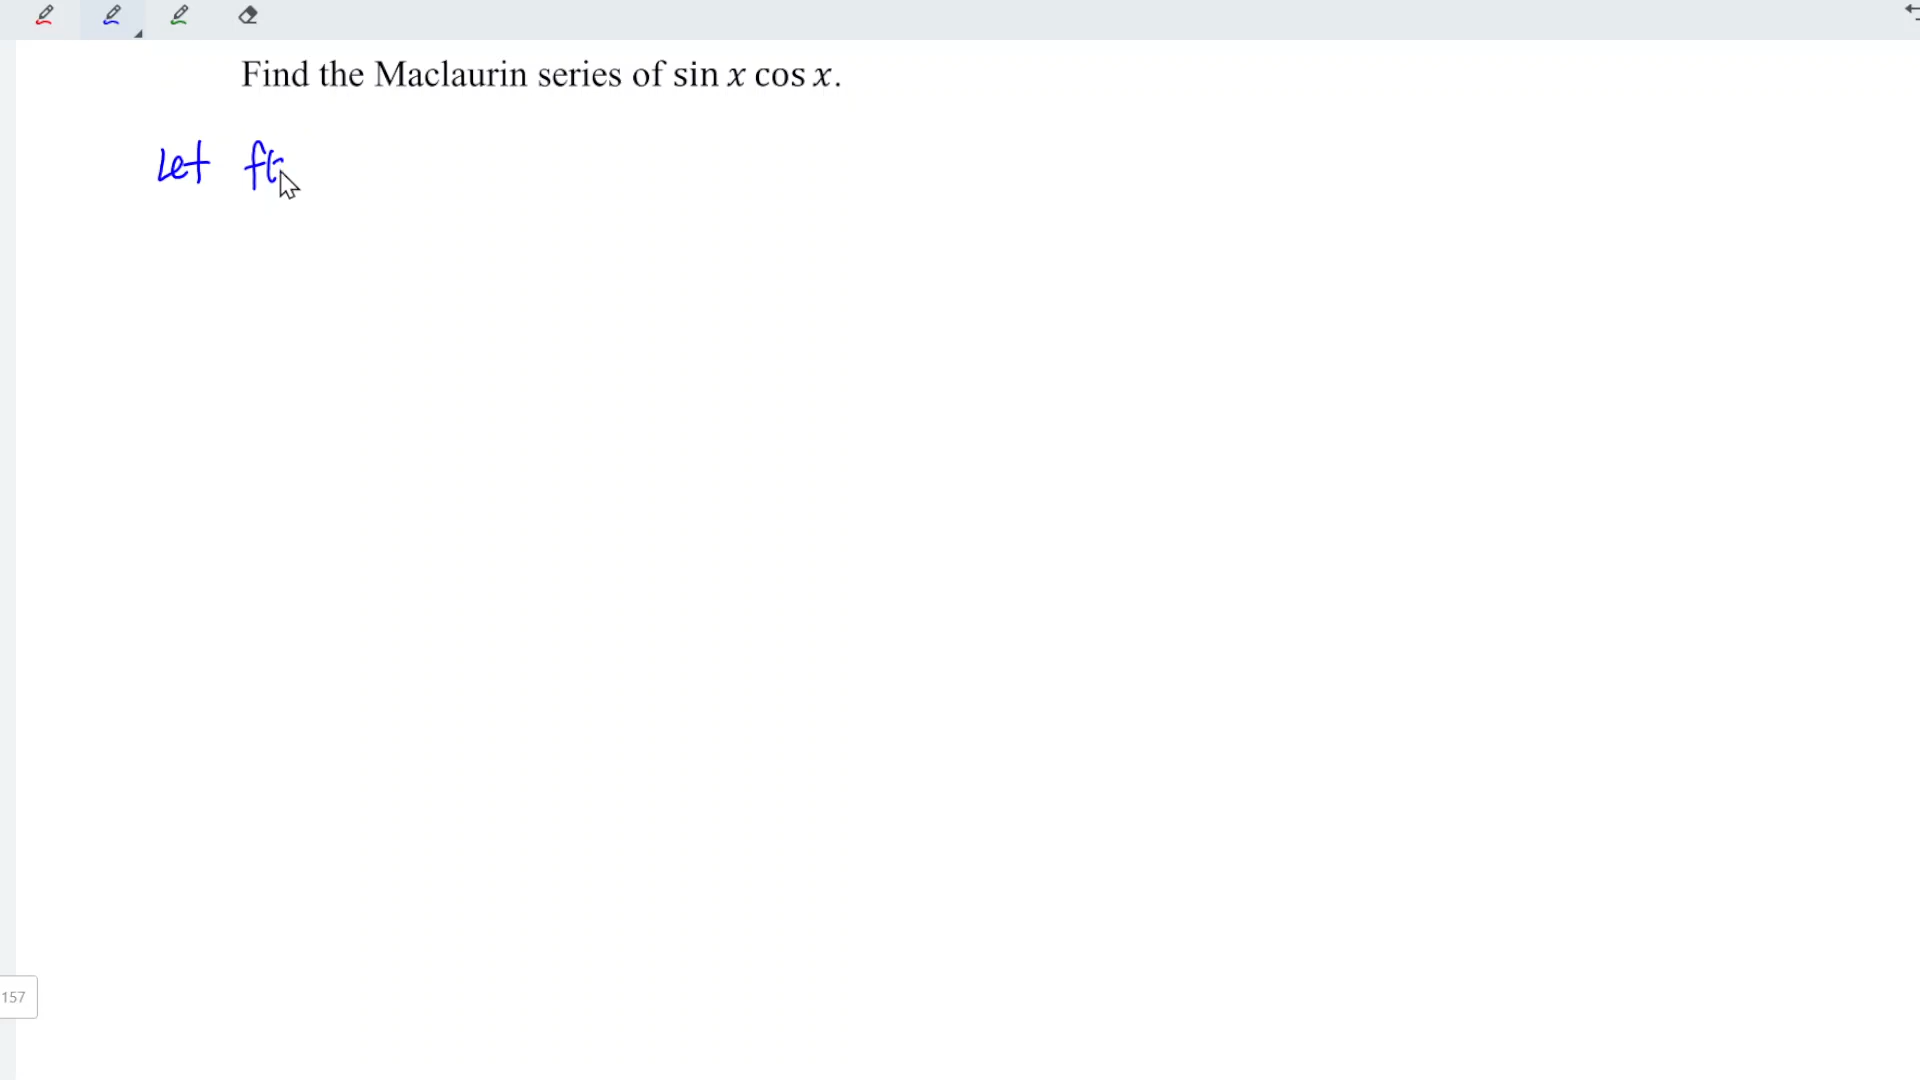 Find the Maclaurin series of sin x cos x.
Let f(
157